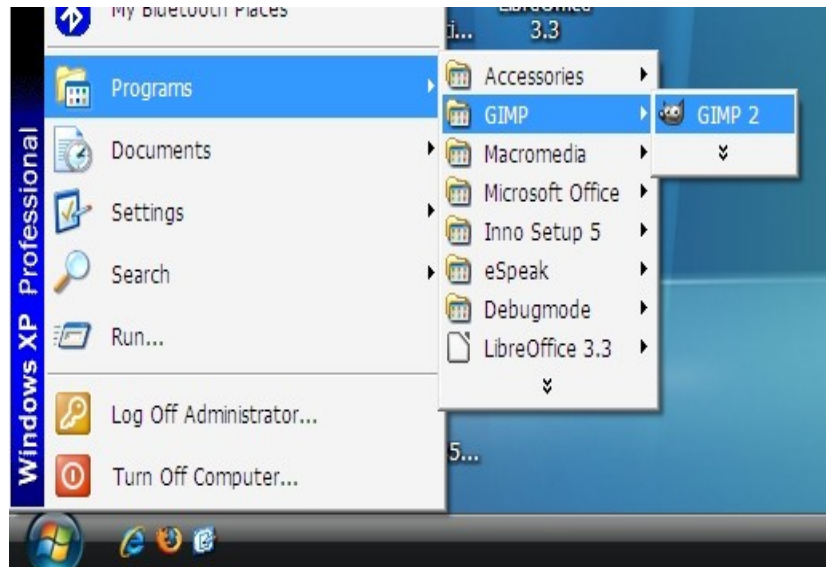 My Bluetooth Places
LibreOffice
3.3
Programs
Documents
Settings
Search
Run...
Log Off Administrator...
Turn Off Computer...
Windows XP Professional
Accessories
GIMP
Macromedia
Microsoft Office
Inno Setup 5
eSpeak
Debugmode
LibreOffice 3.3
GIMP 2
5...